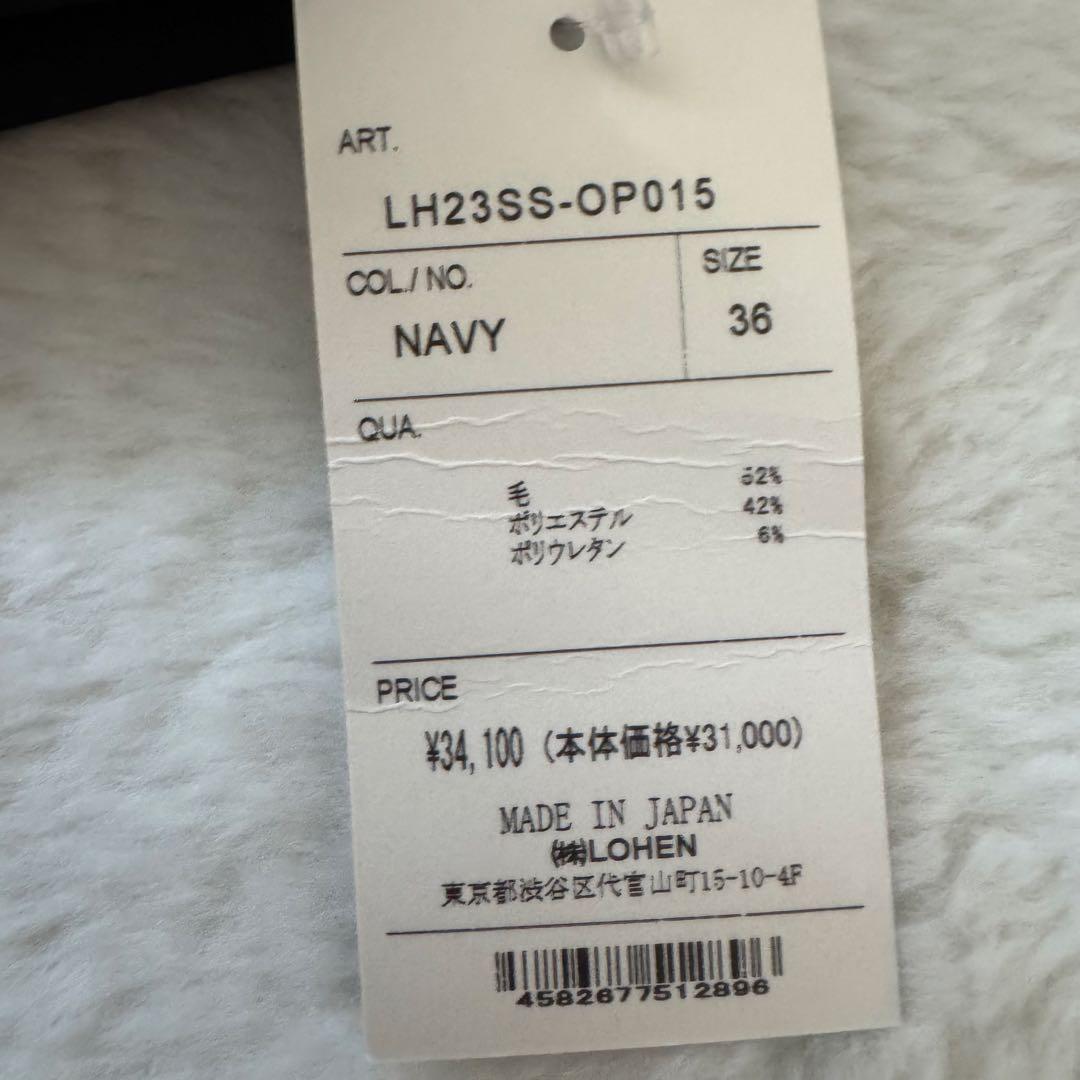 ART.
LH23SS-OP015
COL./NO. SIZE
NAVY 36
QUA.
毛 52%
ポリエステル 42%
ポリウレタン 6%
PRICE
¥34,100 (本体価格¥31,000)
MADE IN JAPAN
(株)LOHEN
東京都渋谷区代官山町15-10-4F
4582677512896